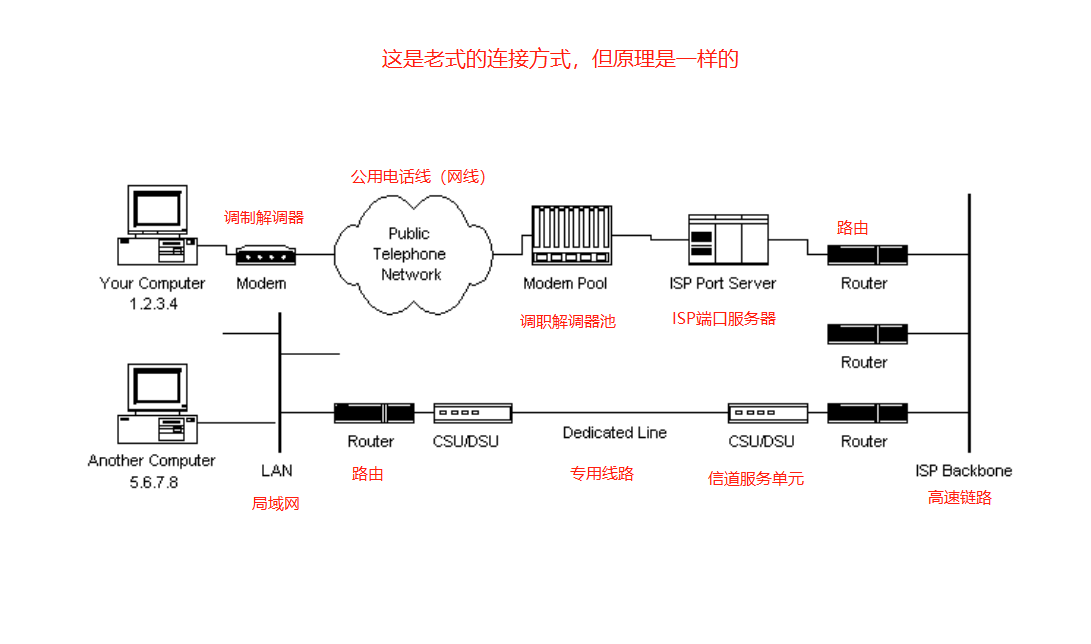 这是老式的连接方式，但原理是一样的
公用电话线（网线）
调制解调器
Public
Telephone
Network
路由
Your Computer
1.2.3.4
Modem
Modem Pool
ISP Port Server
Router
调职解调器池
ISP端口服务器
Router
Another Computer
5.6.7.8
LAN
局域网
Router
路由
CSU/DSU
Dedicated Line
专用线路
CSU/DSU
信道服务单元
Router
ISP Backbone
高速链路